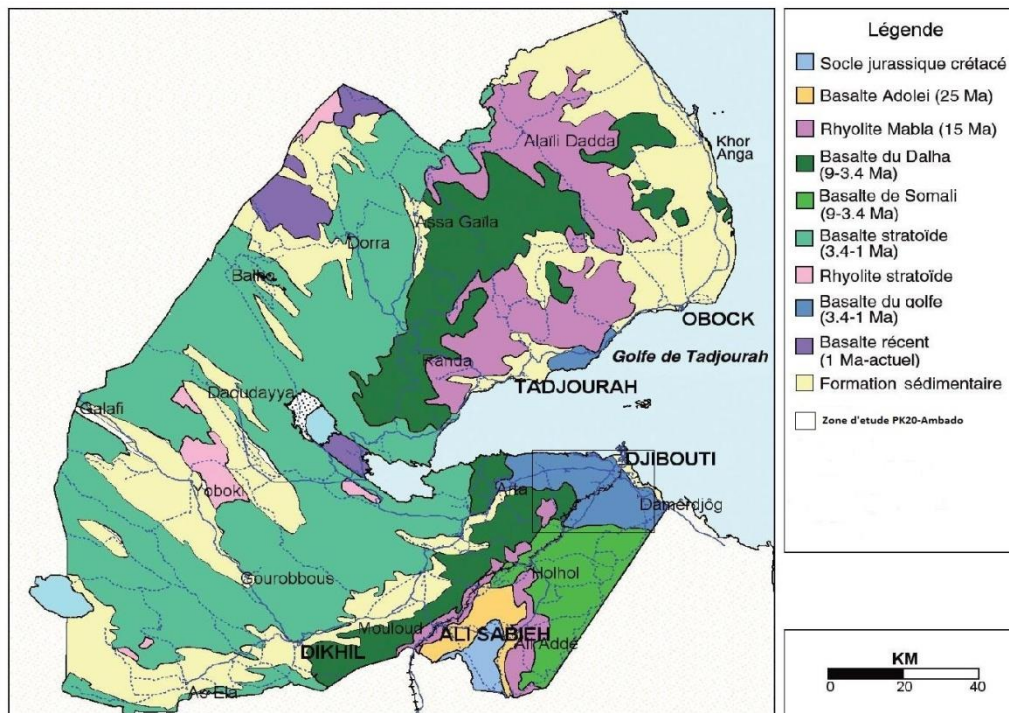 Khor
Anga
Alaïli Dadda
Assa Gaïla
Dorra
Balho
OBOCK
Golfe de Tadjourah
Randa
TADJOURAH
Daoudayya
Galafi
DJIBOUTI
Yoboki
Arta
Damerdjôg
Gourobbous
Holhol
Mouloud
ALI SABIEH
Ali Addé
DIKHIL
As Ela
Légende
Socle jurassique crétacé
Basalte Adolei (25 Ma)
Rhyolite Mabla (15 Ma)
Basalte du Dalha
(9-3.4 Ma)
Basalte de Somali
(9-3.4 Ma)
Basalte stratoïde
(3.4-1 Ma)
Rhyolite stratoïde
Basalte du golfe
(3.4-1 Ma)
Basalte récent
(1 Ma-actuel)
Formation sédimentaire
Zone d'etude PK20-Ambado
KM
0 20 40